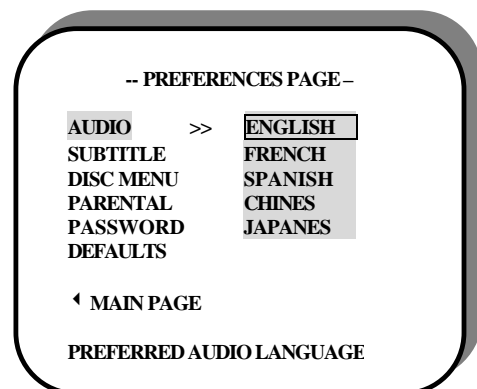 -- PREFERENCES PAGE –
AUDIO >> ENGLISH
SUBTITLE FRENCH
DISC MENU SPANISH
PARENTAL CHINES
PASSWORD JAPANES
DEFAULTS
MAIN PAGE
PREFERRED AUDIO LANGUAGE